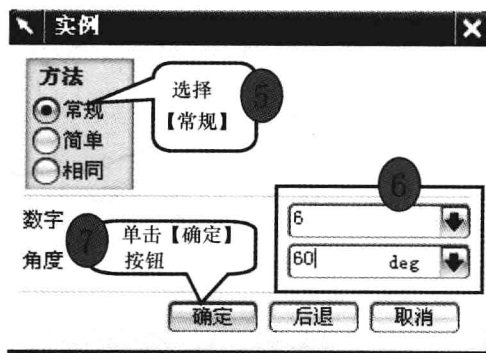 实例
方法
常规
简单
相同
选择
【常规】
5
6
数字
6
角度
60 deg
7
单击【确定】
按钮
确定 后退 取消